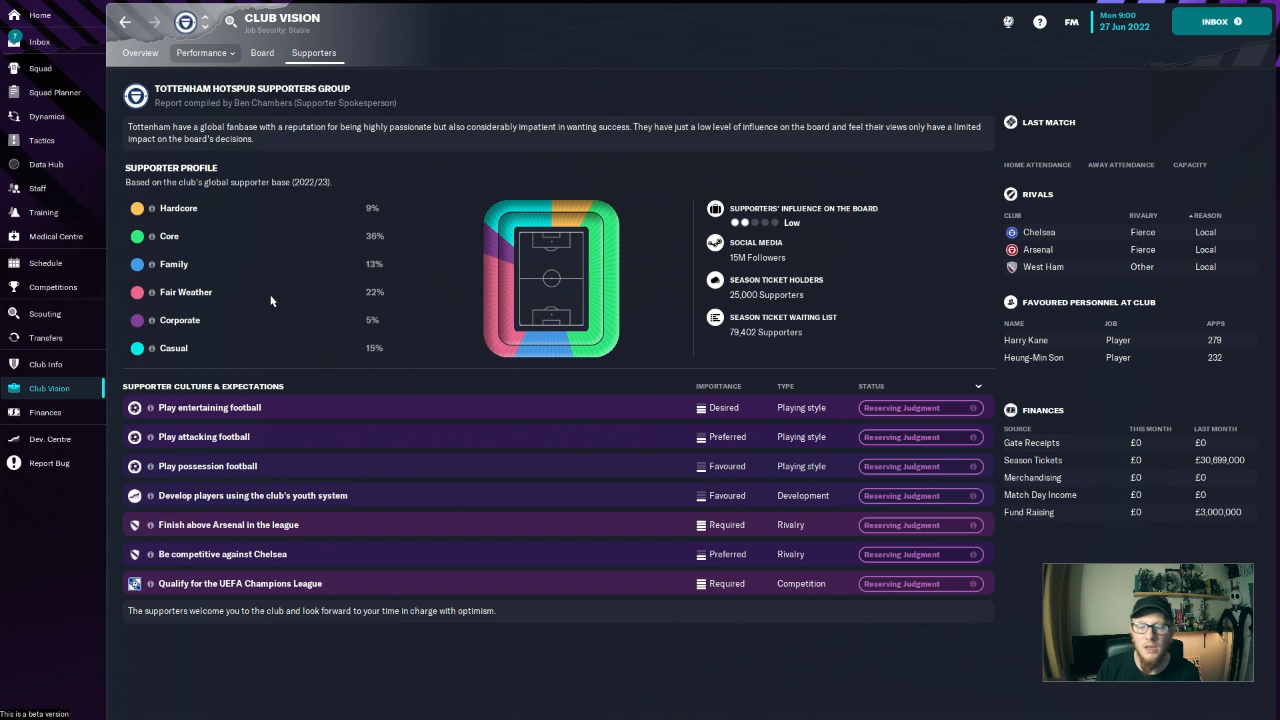 Home
7
Inbox
Squad
Squad Planner
Dynamics
Tactics
Data Hub
Staff
Training
Medical Centre
Schedule
Competitions
Scouting
Transfers
Club Info
Club Vision
Finances
Dev. Centre
Report Bug
This is a beta version
CLUB VISION
Job Security: Stable
? FM
Mon 9:00
27 Jun 2022
INBOX
Overview Performance Board Supporters
TOTTENHAM HOTSPUR SUPPORTERS GROUP
Report compiled by Ben Chambers (Supporter Spokesperson)
Tottenham have a global fanbase with a reputation for being highly passionate but also considerably impatient in wanting success. They have just a low level of influence on the board and feel their views only have a limited
impact on the board's decisions.
SUPPORTER PROFILE
Based on the club's global supporter base (2022/23).
Hardcore 9%
Core 36%
Family 13%
Fair Weather 22%
Corporate 5%
Casual 15%
SUPPORTERS' INFLUENCE ON THE BOARD
Low
SOCIAL MEDIA
15M Followers
SEASON TICKET HOLDERS
25,000 Supporters
SEASON TICKET WAITING LIST
79,402 Supporters
SUPPORTER CULTURE & EXPECTATIONS IMPORTANCE TYPE STATUS
Play entertaining football Desired Playing style Reserving Judgment
Play attacking football Preferred Playing style Reserving Judgment
Play possession football Favoured Playing style Reserving Judgment
Develop players using the club's youth system Favoured Development Reserving Judgment
Finish above Arsenal in the league Required Rivalry Reserving Judgment
Be competitive against Chelsea Preferred Rivalry Reserving Judgment
Qualify for the UEFA Champions League Required Competition Reserving Judgment
The supporters welcome you to the club and look forward to your time in charge with optimism.
LAST MATCH
HOME ATTENDANCE AWAY ATTENDANCE CAPACITY
RIVALS
CLUB RIVALRY REASON
Chelsea Fierce Local
Arsenal Fierce Local
West Ham Other Local
FAVOURED PERSONNEL AT CLUB
NAME JOB APPS
Harry Kane Player 279
Heung-Min Son Player 232
FINANCES
SOURCE THIS MONTH LAST MONTH
Gate Receipts £0 £0
Season Tickets £0 £30,699,000
Merchandising £0 £0
Match Day Income £0 £0
Fund Raising £0 £3,000,000